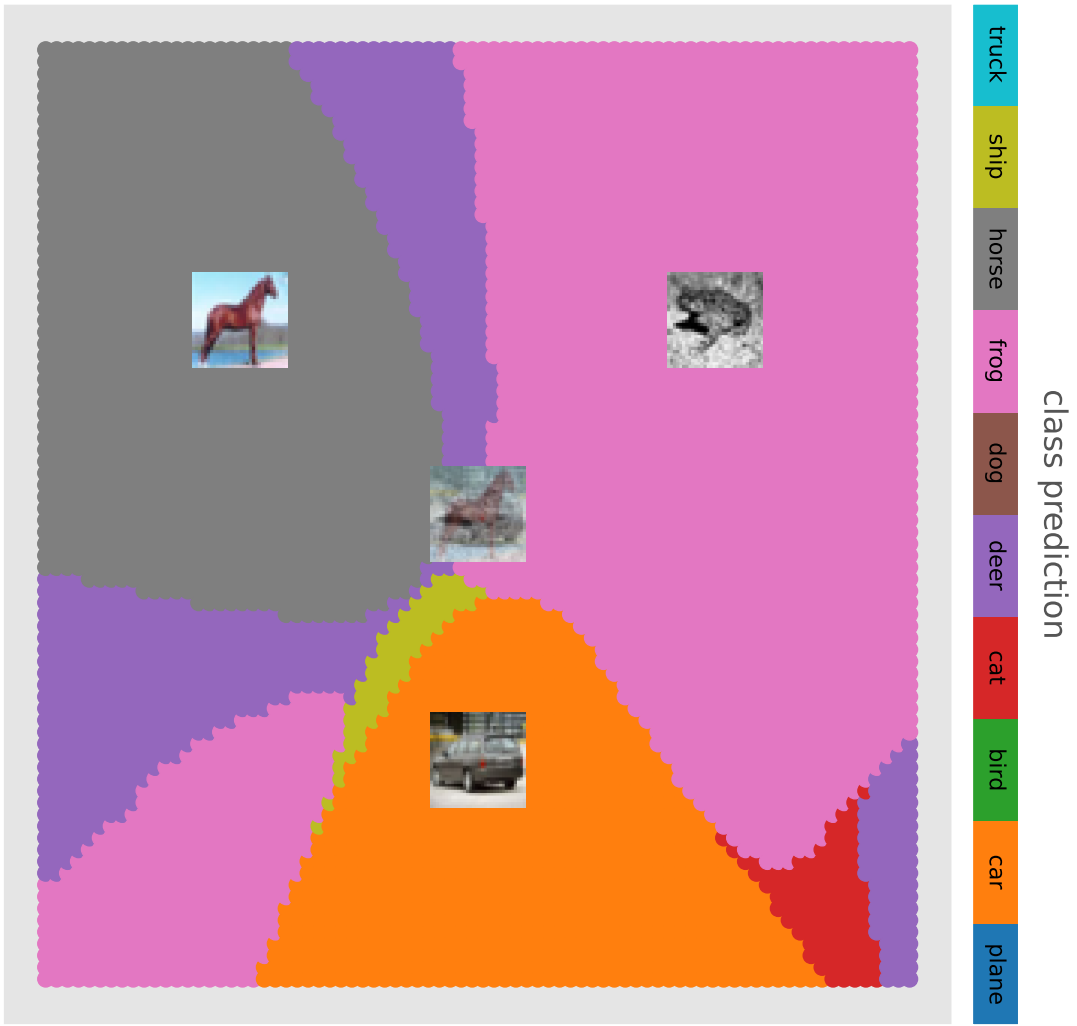 truck
ship
horse
frog
dog
deer
cat
bird
car
plane
class prediction